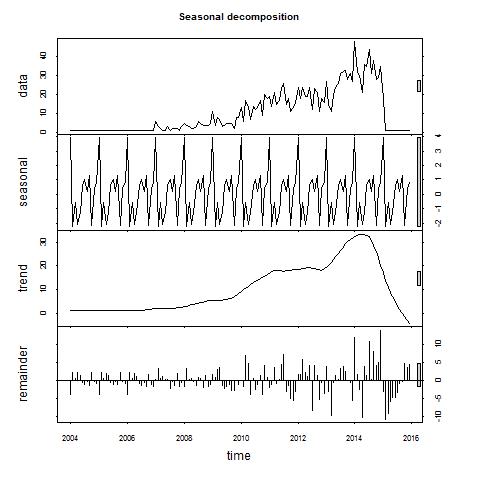 Seasonal decomposition
data
0 10 20 30 40
seasonal
-2 -1 0 1 2 3 4
trend
0 10 20 30
remainder
-10 -5 0 5 10
2004 2006 2008 2010 2012 2014 2016
time